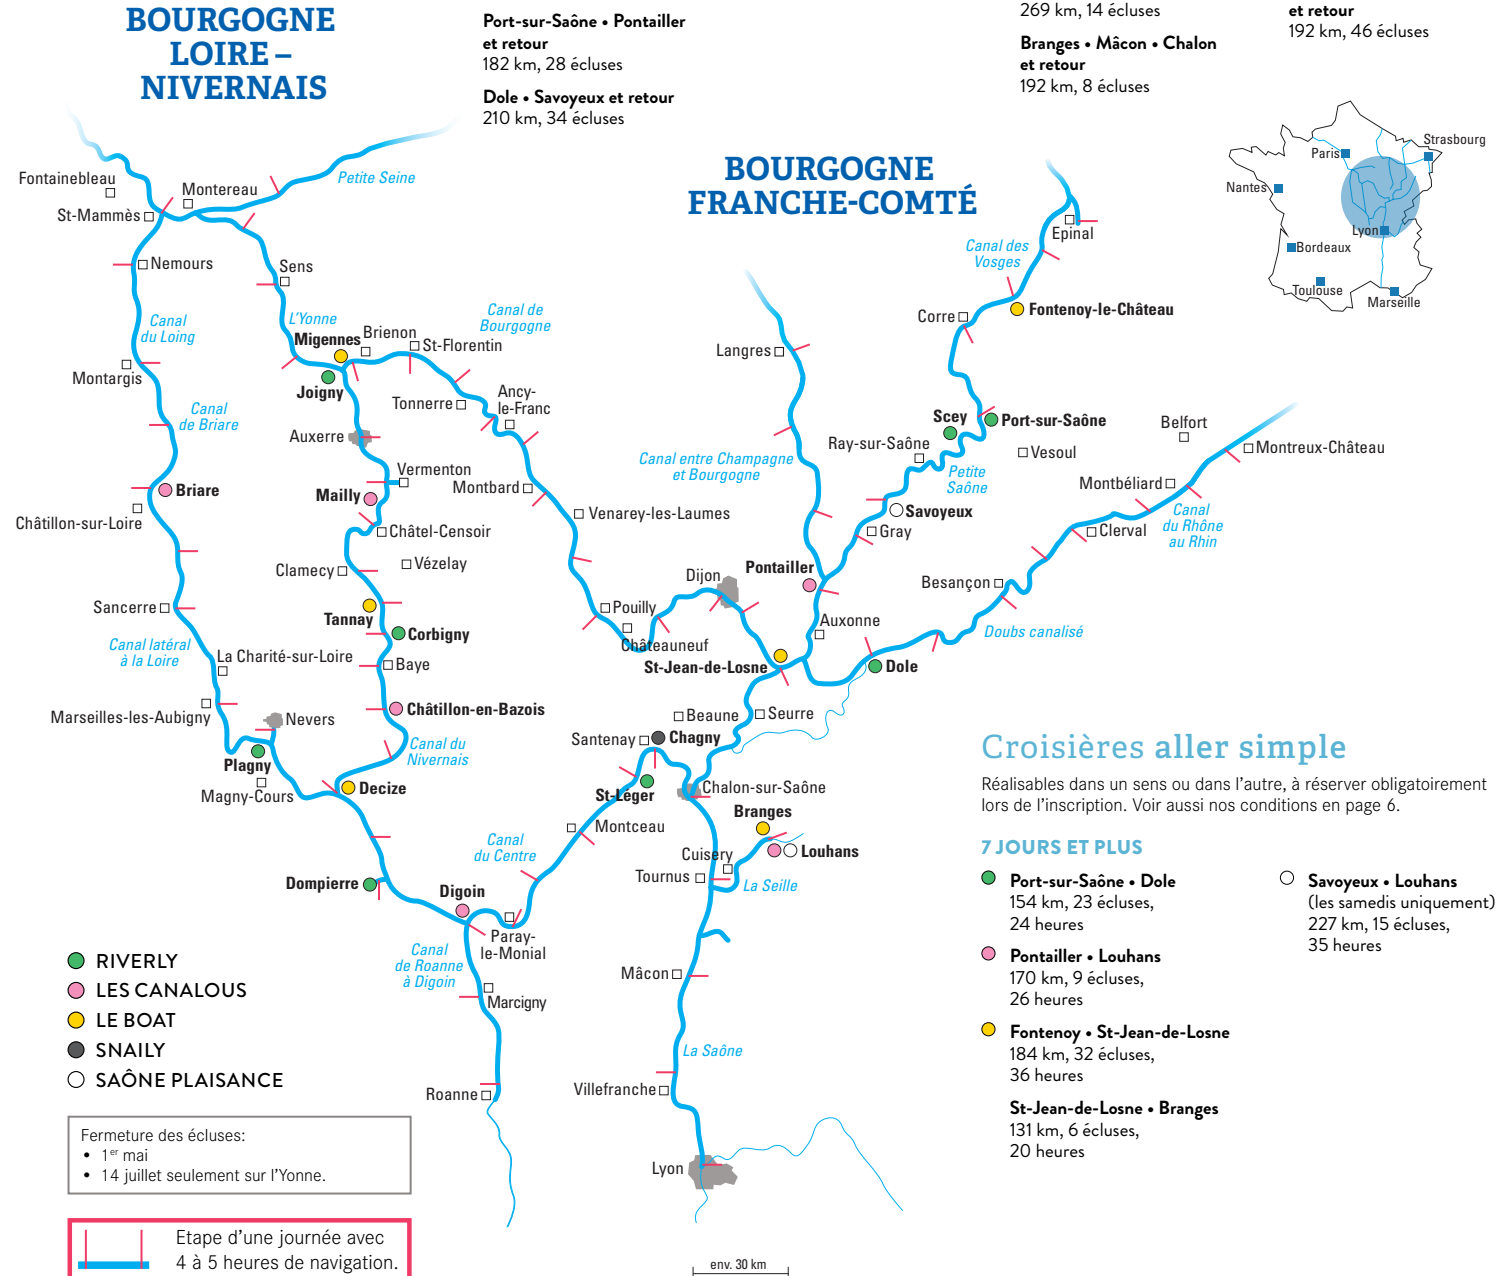 BOURGOGNE
LOIRE –
NIVERNAIS
Port-sur-Saône • Pontailler
et retour
182 km, 28 écluses
Dole • Savoyeux et retour
210 km, 34 écluses
269 km, 14 écluses
Branges • Mâcon • Chalon
et retour
192 km, 8 écluses
et retour
192 km, 46 écluses
BOURGOGNE
FRANCHE-COMTÉ
Strasbourg
Paris
Nantes
Lyon
Bordeaux
Toulouse
Marseille
Fontainebleau
Montereau
Petite Seine
St-Mammès
Nemours
Sens
Canal
du Loing
L'Yonne
Migennes
Brienon
St-Florentin
Canal de
Bourgogne
Montargis
Joigny
Tonnerre
Ancy-
le-Franc
Canal
de Briare
Auxerre
Vermenton
Montbard
Briare
Mailly
Châtillon-sur-Loire
Châtel-Censoir
Venarey-les-Laumes
Clamecy
Vézelay
Sancerre
Tannay
Corbigny
Pouilly
Châteauneuf
Dijon
Canal latéral
à la Loire
La Charité-sur-Loire
Baye
Marseilles-les-Aubigny
Nevers
Châtillon-en-Bazois
Canal du
Nivernais
Plagny
Magny-Cours
Decize
Epinal
Canal des
Vosges
Fontenoy-le-Château
Corre
Langres
Scey
Port-sur-Saône
Ray-sur-Saône
Vesoul
Petite
Saône
Canal entre Champagne
et Bourgogne
Belfort
Montreux-Château
Montbéliard
Canal
du Rhône
au Rhin
Savoyeux
Gray
Clerval
Pontailler
Besançon
Auxonne
Doubs canalisé
St-Jean-de-Losne
Dole
Beaune
Seurre
Santenay
Chagny
St-Léger
Chalon-sur-Saône
Branges
Montceau
Canal
du Centre
Cuisery
Louhans
Tournus
La Seille
Dompierre
Digoin
Paray-
le-Monial
Canal
de Roanne
à Digoin
Marcigny
Mâcon
La Saône
Roanne
Villefranche
Lyon
RIVERLY
LES CANALOUS
LE BOAT
SNAILY
SAÔNE PLAISANCE
Fermeture des écluses:
• 1er mai
• 14 juillet seulement sur l'Yonne.
Etape d'une journée avec
4 à 5 heures de navigation.
env. 30 km
Croisières aller simple
Réalisables dans un sens ou dans l'autre, à réserver obligatoirement
lors de l'inscription. Voir aussi nos conditions en page 6.
7 JOURS ET PLUS
Port-sur-Saône • Dole
154 km, 23 écluses,
24 heures
Pontailler • Louhans
170 km, 9 écluses,
26 heures
Fontenoy • St-Jean-de-Losne
184 km, 32 écluses,
36 heures
St-Jean-de-Losne • Branges
131 km, 6 écluses,
20 heures
Savoyeux • Louhans
(les samedis uniquement)
227 km, 15 écluses,
35 heures